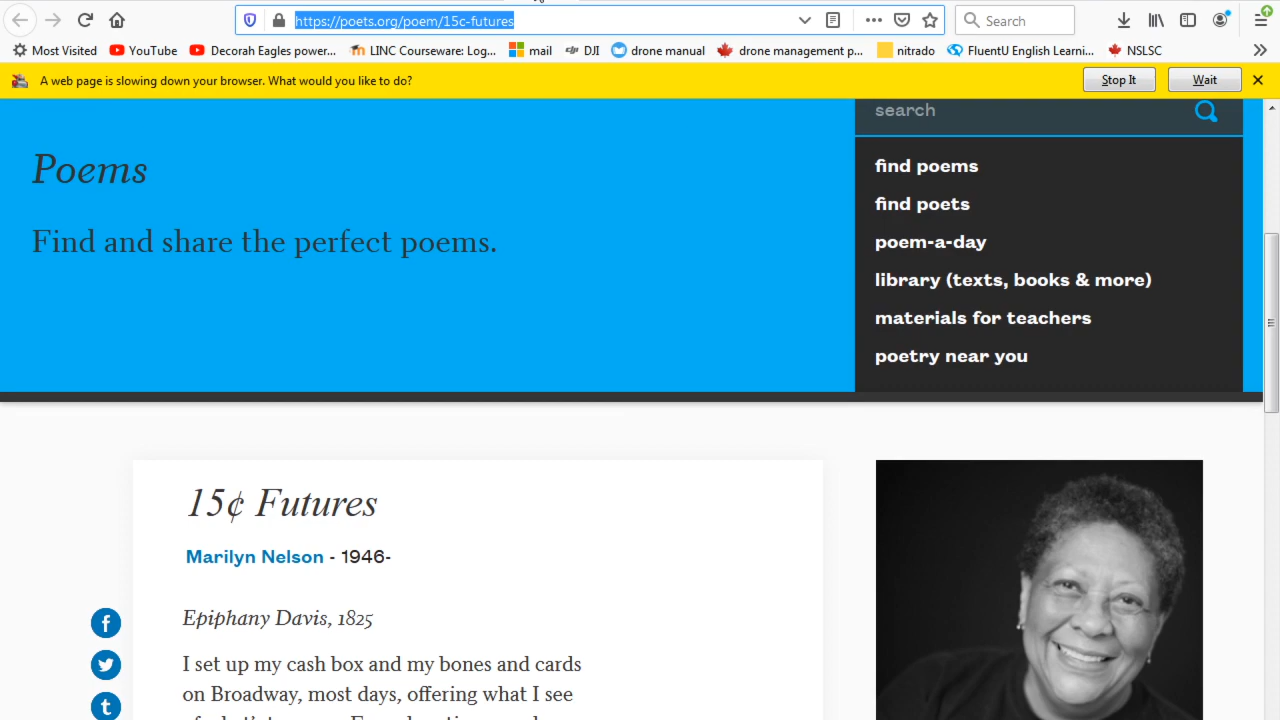 https://poets.org/poem/15c-futures
Search
Most Visited
YouTube
Decorah Eagles power...
LINC Courseware: Log...
mail
DJI
drone manual
drone management p...
nitrado
FluentU English Learni...
NSLSC
A web page is slowing down your browser. What would you like to do?
Stop It
Wait
search
Poems
Find and share the perfect poems.
find poems
find poets
poem-a-day
library (texts, books & more)
materials for teachers
poetry near you
15¢ Futures
Marilyn Nelson - 1946-
Epiphany Davis, 1825
I set up my cash box and my bones and cards
on Broadway, most days, offering what I see